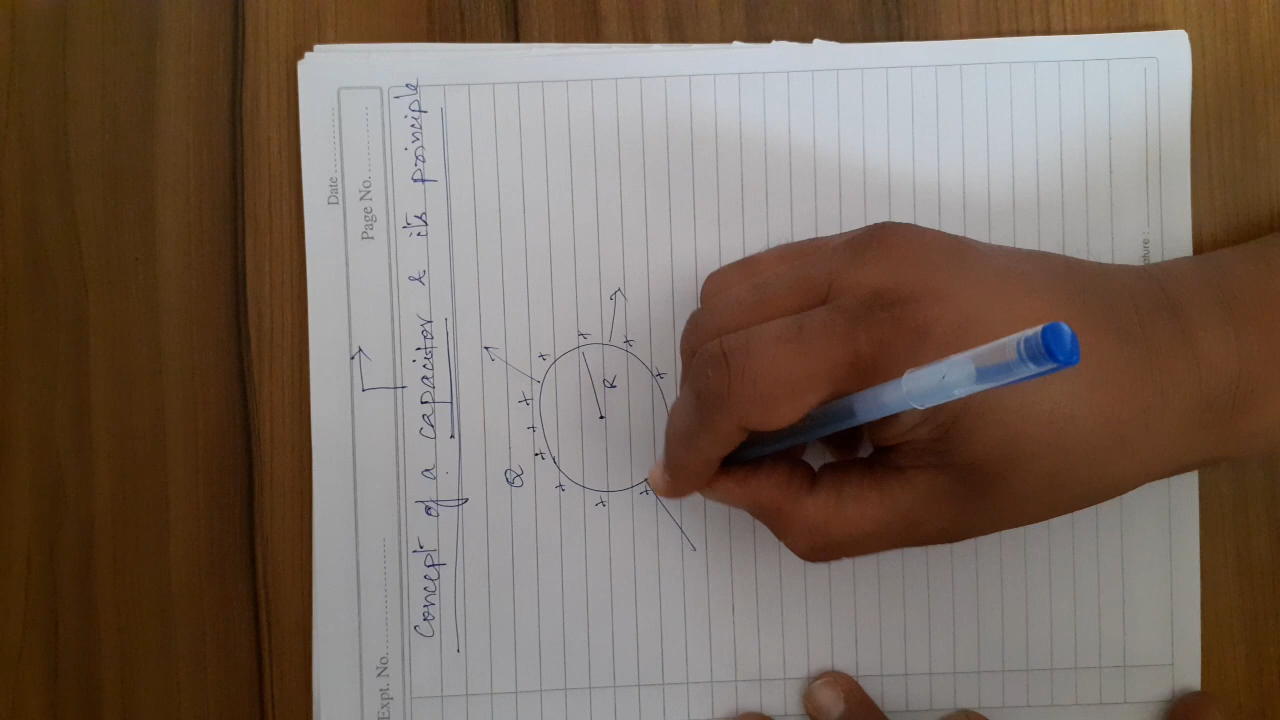 Expt. No. Date
Page No.
Concept of a capacitor & its principle
Q
+ + + + + + + + + +
R